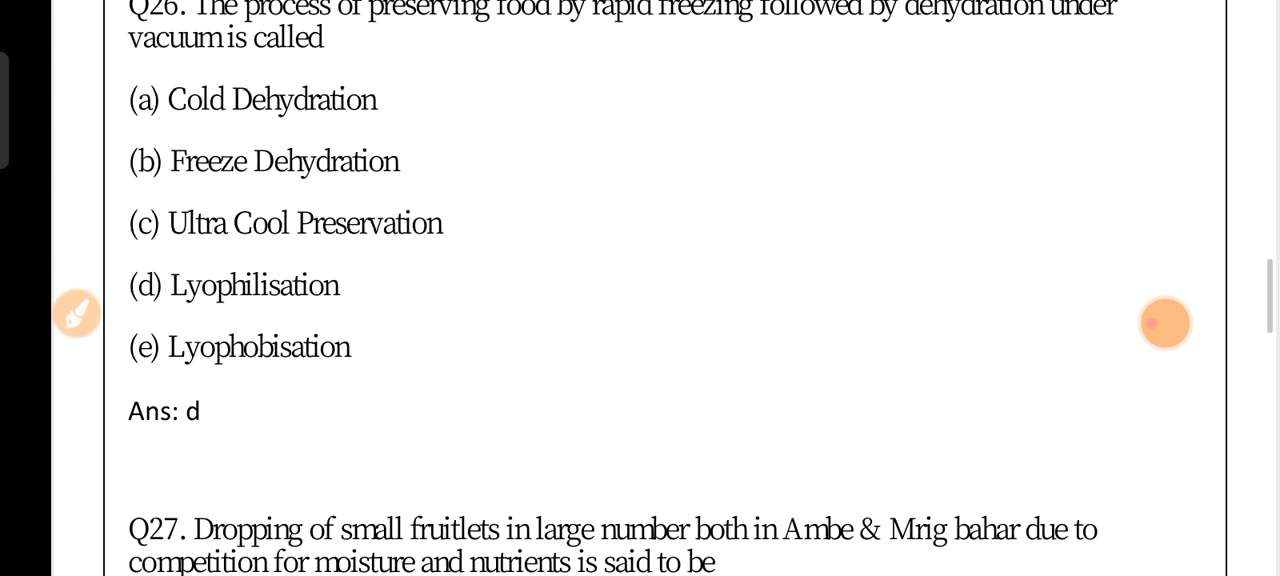 Q26. The process of preserving food by rapid freezing followed by dehydration under
vacuum is called
(a) Cold Dehydration
(b) Freeze Dehydration
(c) Ultra Cool Preservation
(d) Lyophilisation
(e) Lyophobisation
Ans: d
Q27. Dropping of small fruitlets in large number both in Ambe & Mrig bahar due to
competition for moisture and nutrients is said to be